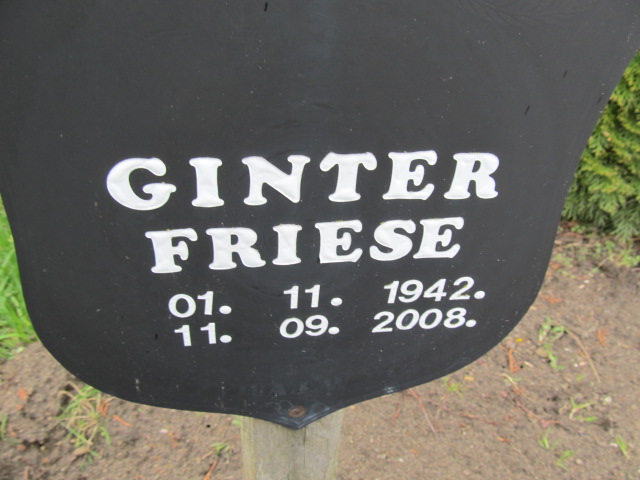 GINTER
FRIESE
01. 11. 1942.
11. 09. 2008.